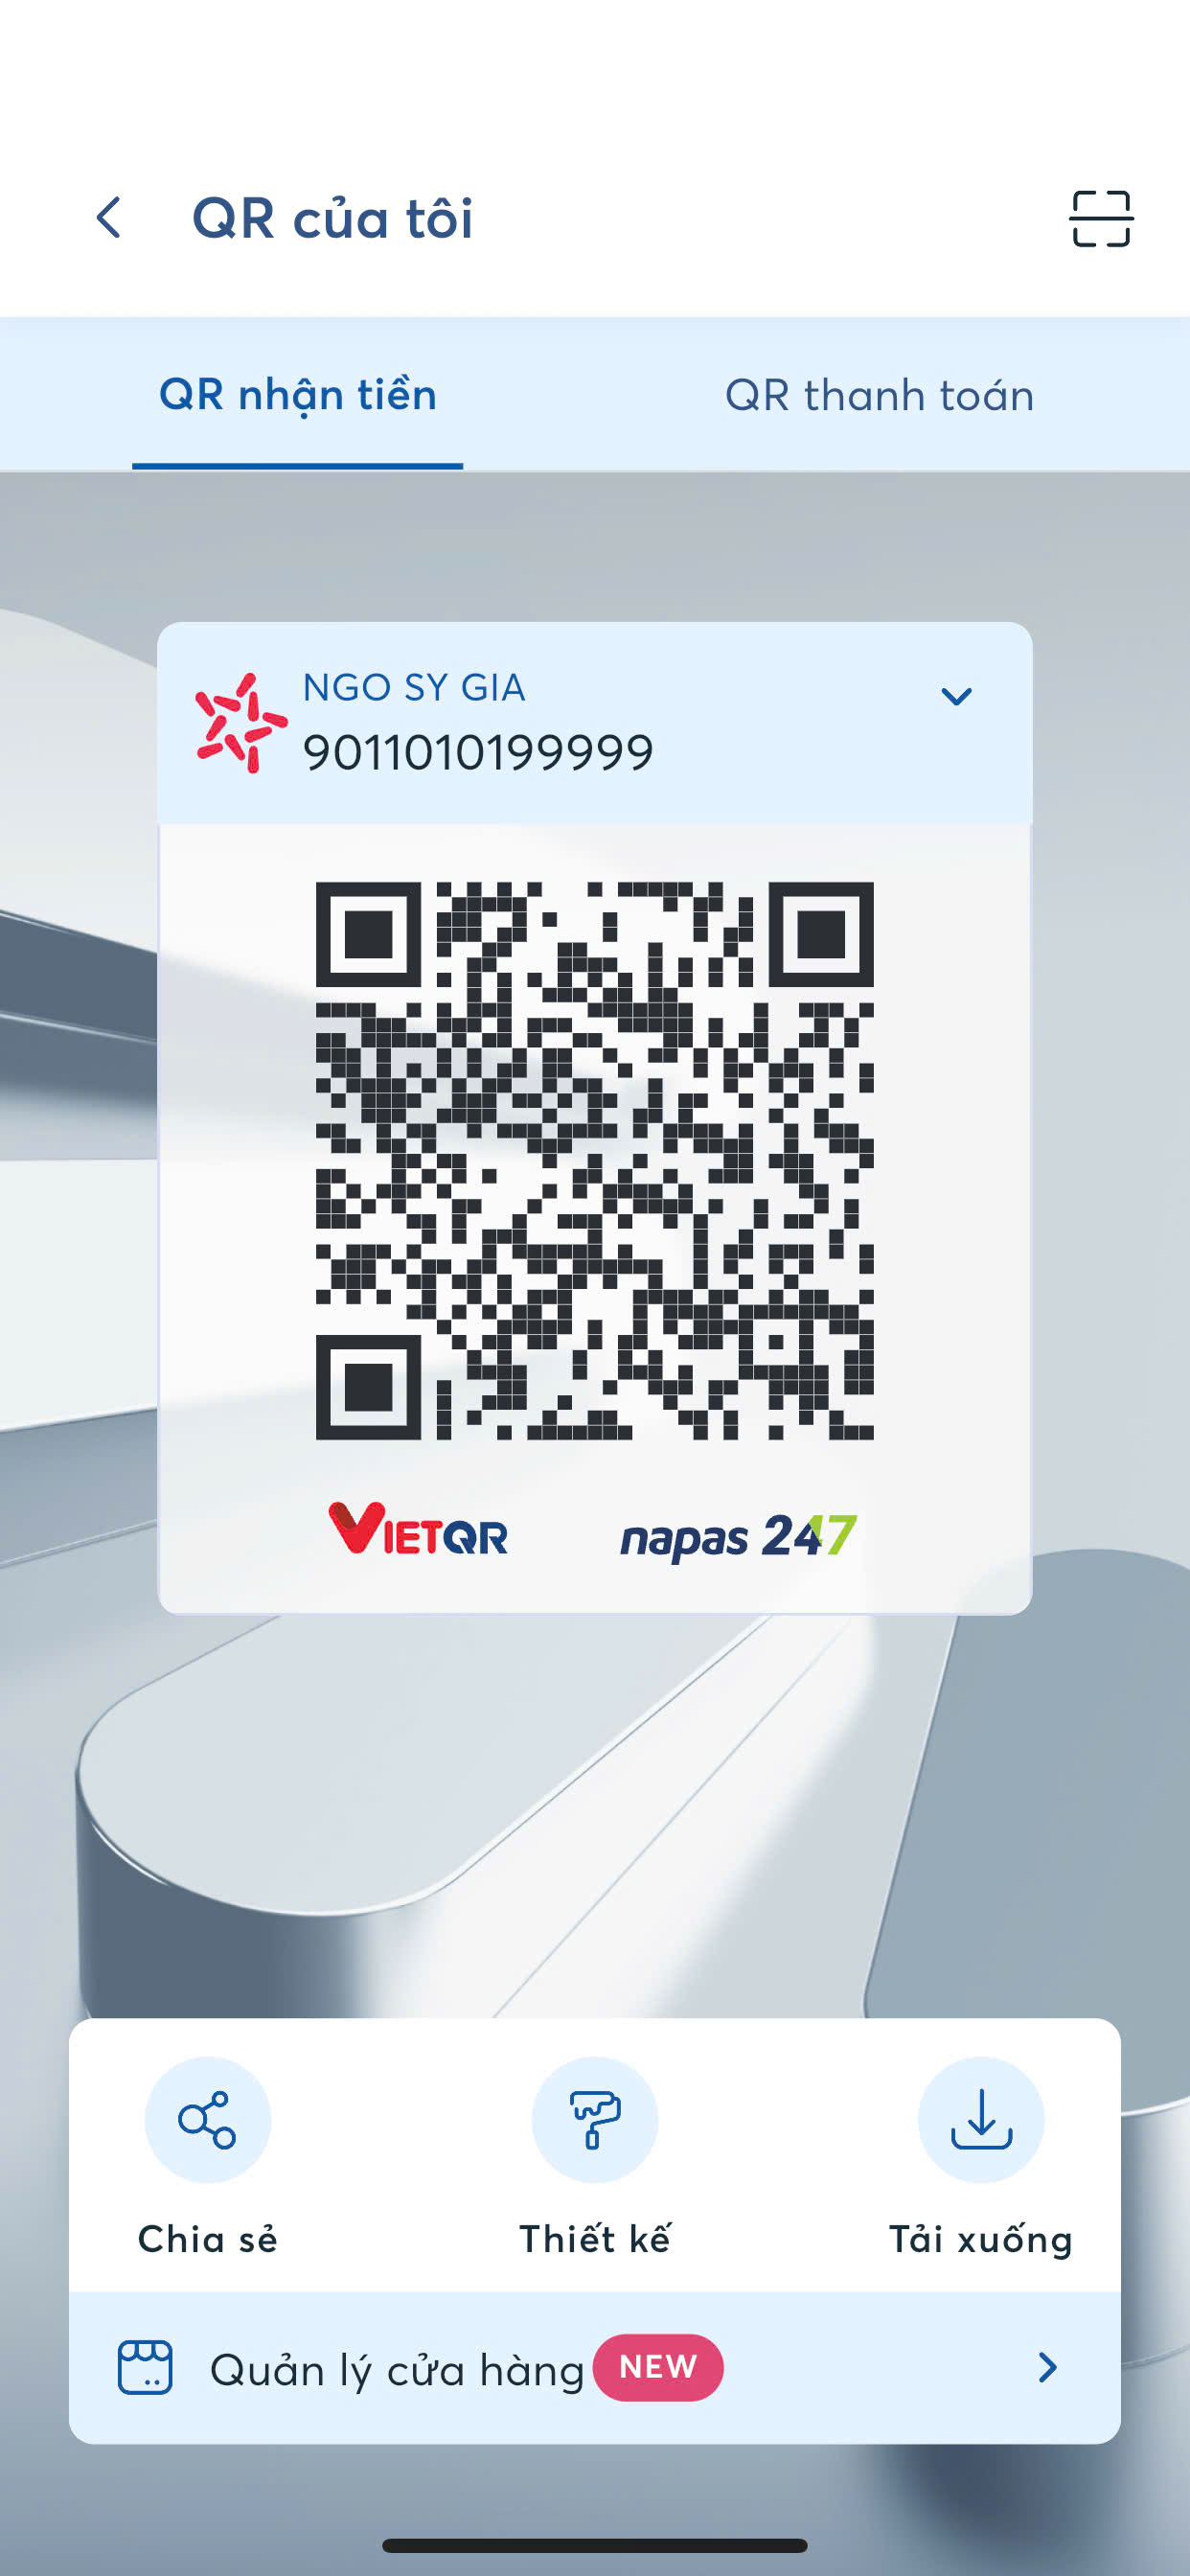 QR của tôi
QR nhận tiền
QR thanh toán
NGO SY GIA
9011010199999
VIETQR
napas 247
Chia sẻ
Thiết kế
Tải xuống
Quản lý cửa hàng NEW